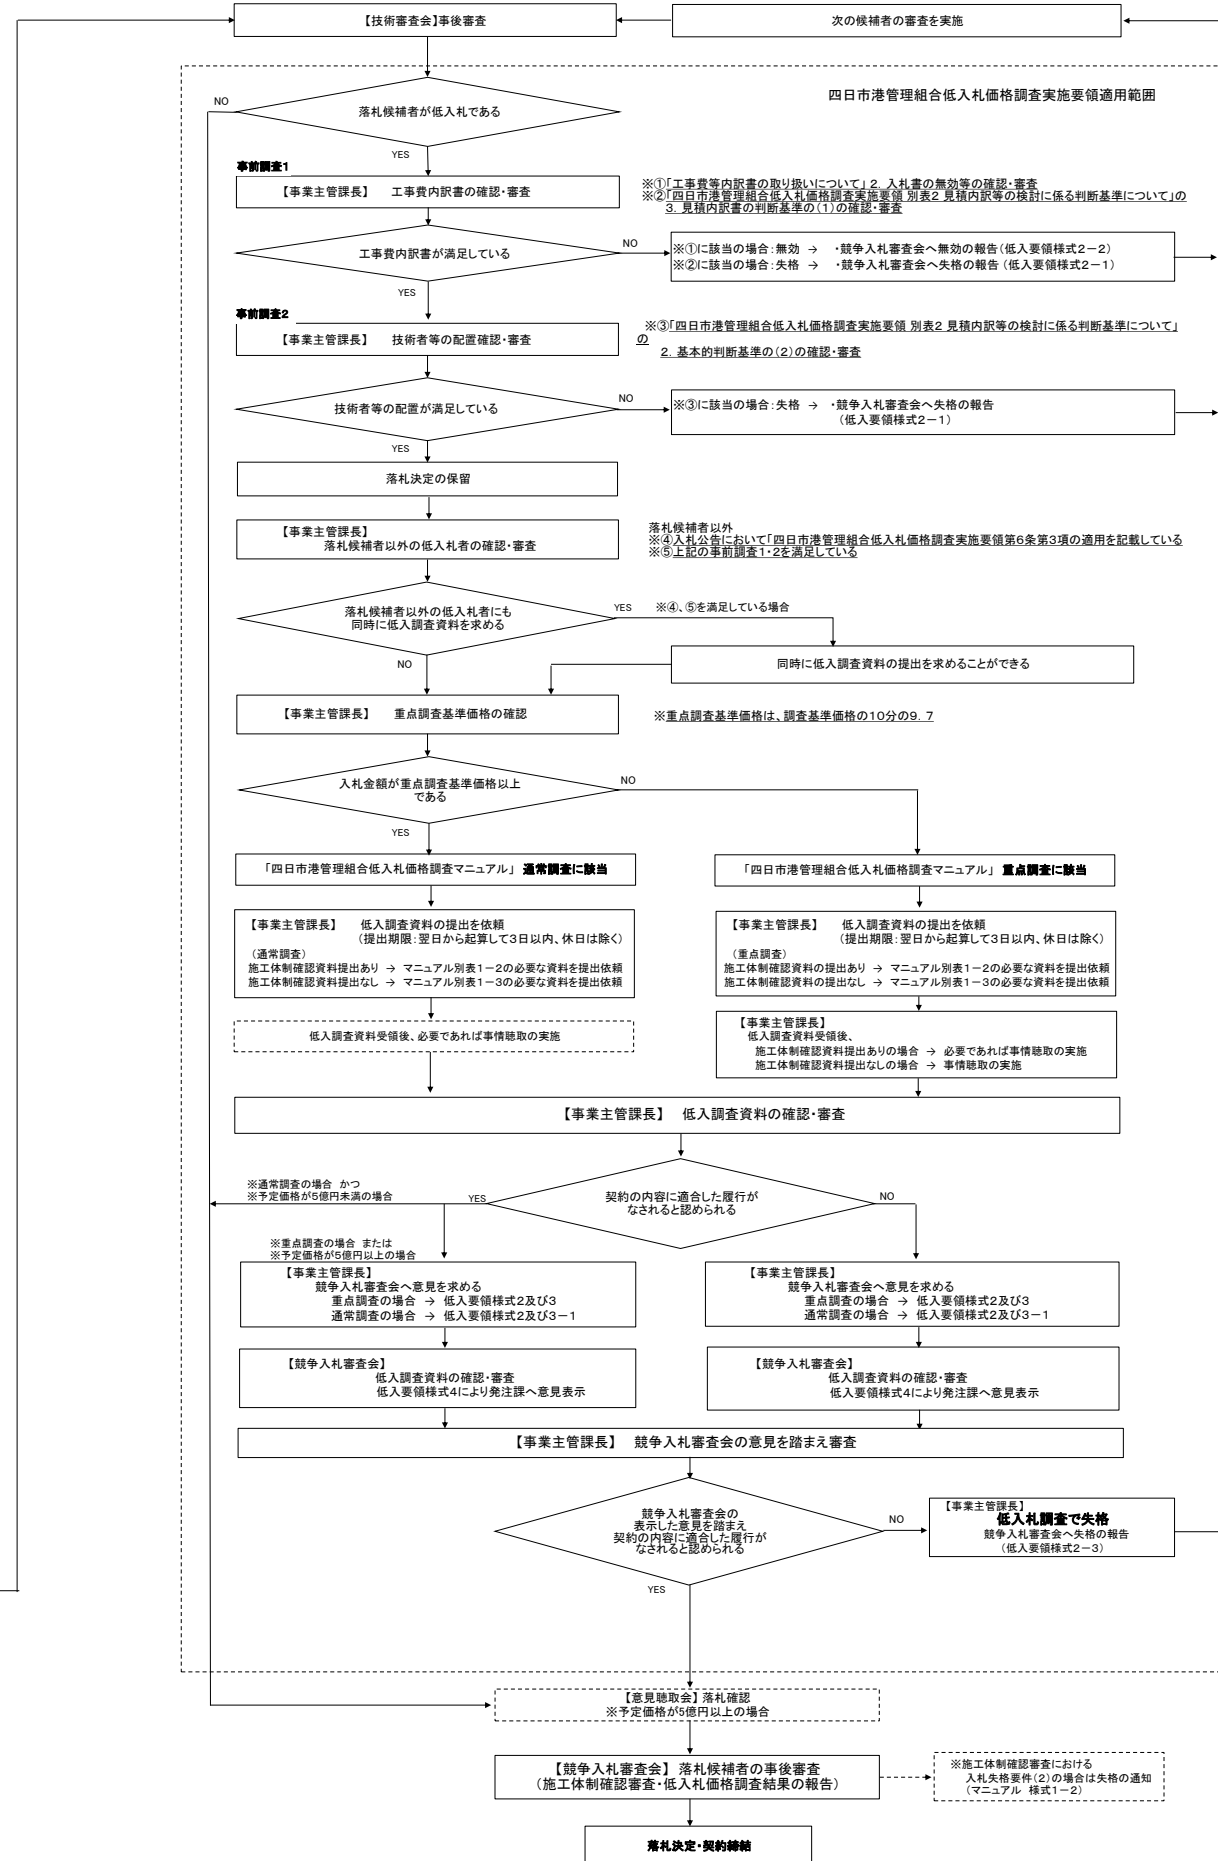 【技術審査会】事後審査
次の候補者の審査を実施
四日市港管理組合低入札価格調査実施要領適用範囲
NO
落札候補者が低入札である
YES
事前調査1
【事業主管課長】　工事費内訳書の確認・審査
※①「工事費等内訳書の取り扱いについて」 2. 入札書の無効等の確認・審査
※②「四日市港管理組合低入札価格調査実施要領 別表2 見積内訳等の検討に係る判断基準について」の
3. 見積内訳書の判断基準の(1)の確認・審査
工事費内訳書が満足している
NO
※①に該当の場合:無効 → ・競争入札審査会へ無効の報告(低入要領様式2-2)
※②に該当の場合:失格 → ・競争入札審査会へ失格の報告 (低入要領様式2-1)
YES
事前調査2
【事業主管課長】　技術者等の配置確認・審査
※③「四日市港管理組合低入札価格調査実施要領 別表2 見積内訳等の検討に係る判断基準について」
の
2. 基本的判断基準の(2)の確認・審査
技術者等の配置が満足している
NO
※③に該当の場合:失格 → ・競争入札審査会へ失格の報告
(低入要領様式2-1)
YES
落札決定の保留
【事業主管課長】
落札候補者以外の低入札者の確認・審査
落札候補者以外
※④入札公告において「四日市港管理組合低入札価格調査実施要領第6条第3項の適用を記載している
※⑤上記の事前調査1・2を満足している
落札候補者以外の低入札者にも
同時に低入調査資料を求める
YES
※④、⑤を満足している場合
NO
同時に低入調査資料の提出を求めることができる
【事業主管課長】　重点調査基準価格の確認
※重点調査基準価格は、調査基準価格の10分の9. 7
入札金額が重点調査基準価格以上
である
NO
YES
「四日市港管理組合低入札価格調査マニュアル」 通常調査に該当
「四日市港管理組合低入札価格調査マニュアル」 重点調査に該当
【事業主管課長】　低入調査資料の提出を依頼
(提出期限:翌日から起算して3日以内、休日は除く)
(通常調査)
施工体制確認資料提出あり → マニュアル別表1-2の必要な資料を提出依頼
施工体制確認資料提出なし → マニュアル別表1-3の必要な資料を提出依頼
【事業主管課長】　低入調査資料の提出を依頼
(提出期限:翌日から起算して3日以内、休日は除く)
(重点調査)
施工体制確認資料の提出あり → マニュアル別表1-2の必要な資料を提出依頼
施工体制確認資料の提出なし → マニュアル別表1-3の必要な資料を提出依頼
低入調査資料受領後、必要であれば事情聴取の実施
【事業主管課長】
低入調査資料受領後、
施工体制確認資料提出ありの場合 → 必要であれば事情聴取の実施
施工体制確認資料提出なしの場合 → 事情聴取の実施
【事業主管課長】　低入調査資料の確認・審査
※通常調査の場合 かつ
※予定価格が5億円未満の場合
YES
契約の内容に適合した履行が
なされると認められる
NO
※重点調査の場合 または
※予定価格が5億円以上の場合
【事業主管課長】
競争入札審査会へ意見を求める
重点調査の場合 → 低入要領様式2及び3
通常調査の場合 → 低入要領様式2及び3-1
【事業主管課長】
競争入札審査会へ意見を求める
重点調査の場合 → 低入要領様式2及び3
通常調査の場合 → 低入要領様式2及び3-1
【競争入札審査会】
低入調査資料の確認・審査
低入要領様式4により発注課へ意見表示
【競争入札審査会】
低入調査資料の確認・審査
低入要領様式4により発注課へ意見表示
【事業主管課長】　競争入札審査会の意見を踏まえ審査
競争入札審査会の
表示した意見を踏まえ
契約の内容に適合した履行が
なされると認められる
NO
【事業主管課長】
低入札調査で失格
競争入札審査会へ失格の報告
(低入要領様式2-3)
YES
【意見聴取会】 落札確認
※予定価格が5億円以上の場合
【競争入札審査会】 落札候補者の事後審査
(施工体制確認審査・低入札価格調査結果の報告)
※施工体制確認審査における
入札失格要件(2)の場合は失格の通知
(マニュアル 様式1-2)
落札決定・契約締結